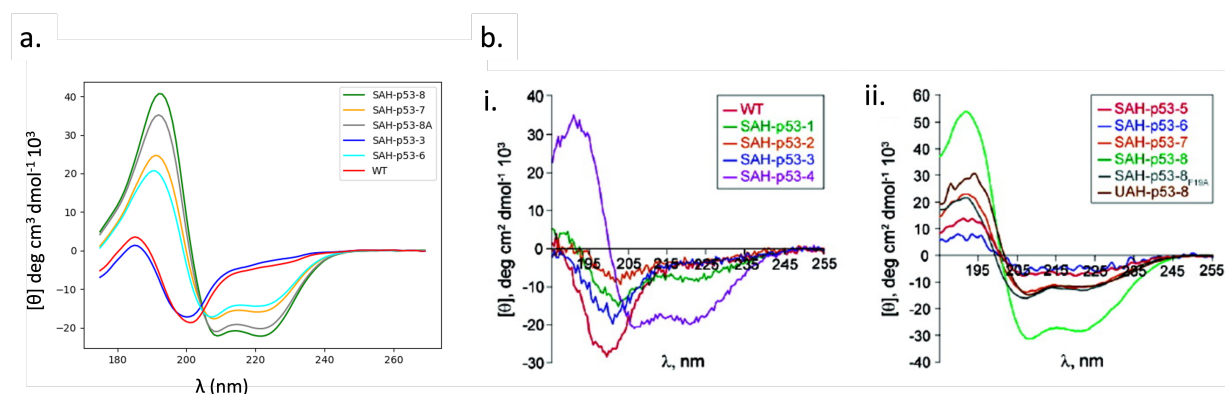 a.
b.
SAH-p53-8
SAH-p53-7
SAH-p53-8A
SAH-p53-3
SAH-p53-6
WT
40
30
20
10
0
−10
−20
[θ] deg cm³ dmol⁻¹ 10³
180
200
220
240
260
λ (nm)
i.
40
30
20
10
0
-10
-20
-30
[θ], deg cm² dmol⁻¹ 10³
WT
SAH-p53-1
SAH-p53-2
SAH-p53-3
SAH-p53-4
195
205
215
225
235
245
255
λ, nm
ii.
60
50
40
30
20
10
0
-10
-20
-30
-40
[θ], deg cm² dmol⁻¹ 10³
SAH-p53-5
SAH-p53-6
SAH-p53-7
SAH-p53-8
SAH-p53-8F19A
UAH-p53-8
195
205
215
225
235
245
255
λ, nm